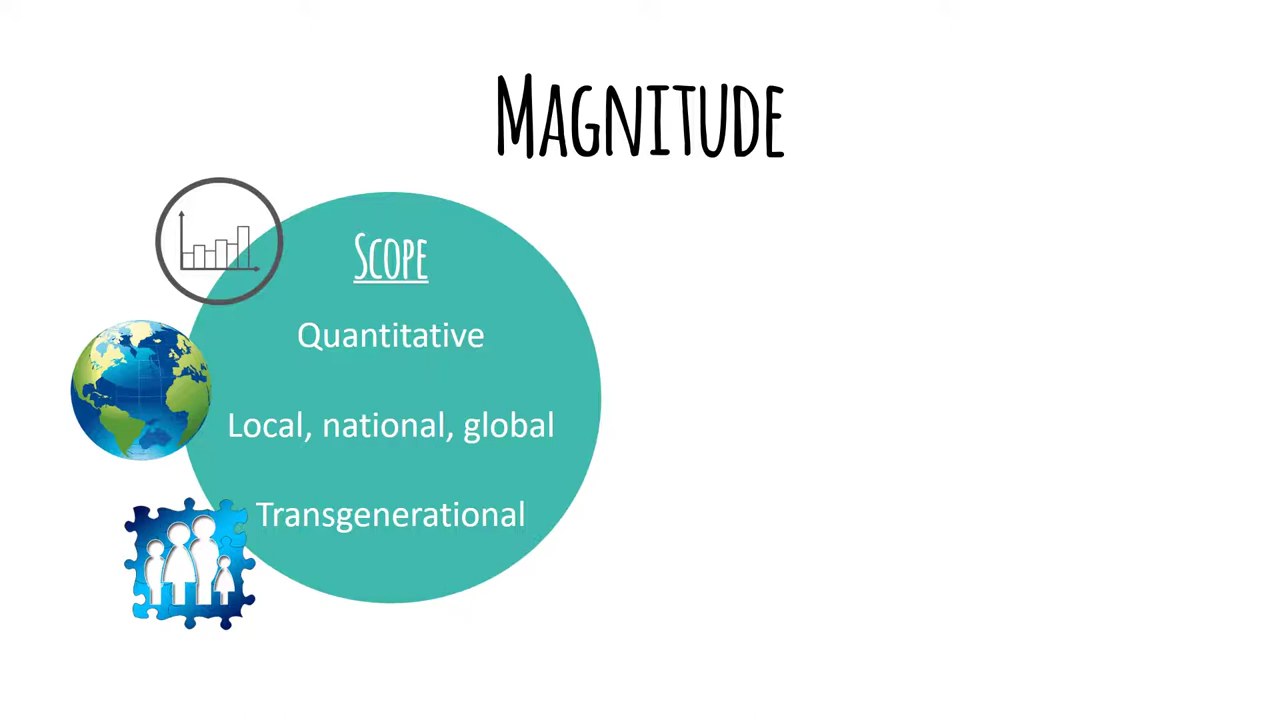 Magnitude
Scope
Quantitative
Local, national, global
Transgenerational